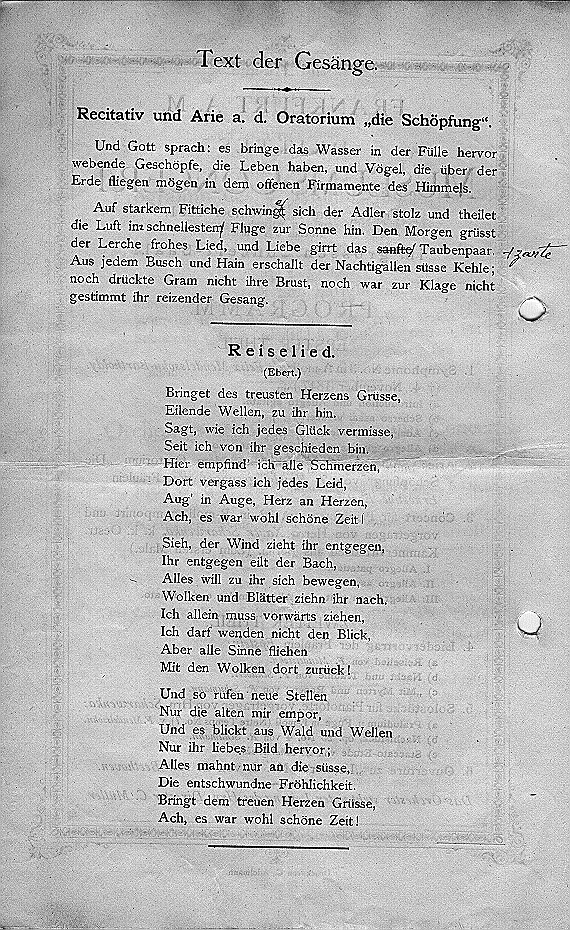 Text der Gesänge.
Recitativ und Arie a. d. Oratorium „die Schöpfung“.
Und Gott sprach: es bringe das Wasser in der Fülle hervor
webende Geschöpfe, die Leben haben, und Vögel, die über der
Erde fliegen mögen in dem offenen Firmamente des Himmels.
Auf starkem Fittiche schwinget sich der Adler stolz und theilet
die Luft im schnellesten Fluge zur Sonne hin. Den Morgen grüsst
der Lerche frohes Lied, und Liebe girrt das sanfte Taubenpaar. zarte
Aus jedem Busch und Hain erschallt der Nachtigallen süsse Kehle;
noch drückte Gram nicht ihre Brust, noch war zur Klage nicht
gestimmt ihr reizender Gesang.
Reiselied.
(Ebert.)
Bringet des treusten Herzens Grüsse,
Eilende Wellen, zu ihr hin.
Sagt, wie ich jedes Glück vermisse,
Seit ich von ihr geschieden bin.
Hier empfind' ich alle Schmerzen,
Dort vergass ich jedes Leid,
Aug' in Auge, Herz an Herzen,
Ach, es war wohl schöne Zeit!
Sieh, der Wind zieht ihr entgegen,
Ihr entgegen eilt der Bach,
Alles will zu ihr sich bewegen,
Wolken und Blätter ziehn ihr nach.
Ich allein muss vorwärts ziehen,
Ich darf wenden nicht den Blick,
Aber alle Sinne fliehen
Mit den Wolken dort zurück!
Und so rufen neue Stellen
Nur die alten mir empor,
Und es blickt aus Wald und Wellen
Nur ihr liebes Bild hervor;
Alles mahnt nur an die süsse,
Die entschwundne Fröhlichkeit.
Bringt dem treuen Herzen Grüsse,
Ach, es war wohl schöne Zeit!